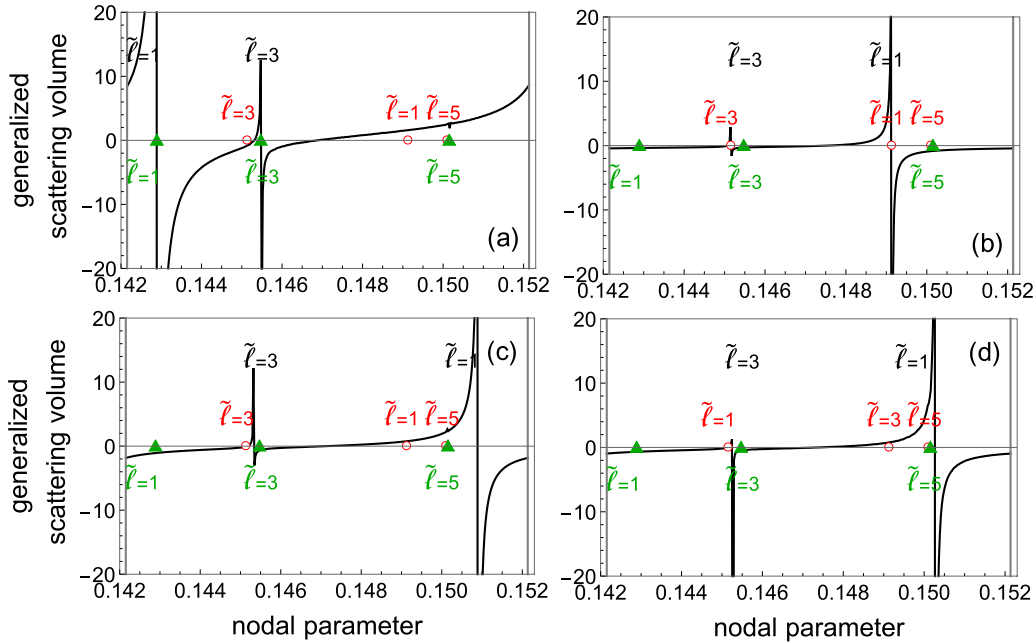 20
10
0
−10
−20
generalized
scattering volume
ℓ̃=1
ℓ̃=3
ℓ̃=3
ℓ̃=1 ℓ̃=5
ℓ̃=1
ℓ̃=3
ℓ̃=5
(a)
0.142 0.144 0.146 0.148 0.150 0.152
nodal parameter
20
10
0
−10
−20
ℓ̃=3
ℓ̃=1
ℓ̃=3
ℓ̃=1 ℓ̃=5
ℓ̃=1
ℓ̃=3
ℓ̃=5
(b)
0.142 0.144 0.146 0.148 0.150 0.152
nodal parameter
20
10
0
−10
−20
generalized
scattering volume
ℓ̃=3
ℓ̃=1
(c)
ℓ̃=3
ℓ̃=1 ℓ̃=5
ℓ̃=1
ℓ̃=3
ℓ̃=5
0.142 0.144 0.146 0.148 0.150 0.152
nodal parameter
20
10
0
−10
−20
ℓ̃=3
ℓ̃=1
(d)
ℓ̃=1
ℓ̃=3 ℓ̃=5
ℓ̃=1
ℓ̃=3
ℓ̃=5
0.142 0.144 0.146 0.148 0.150 0.152
nodal parameter